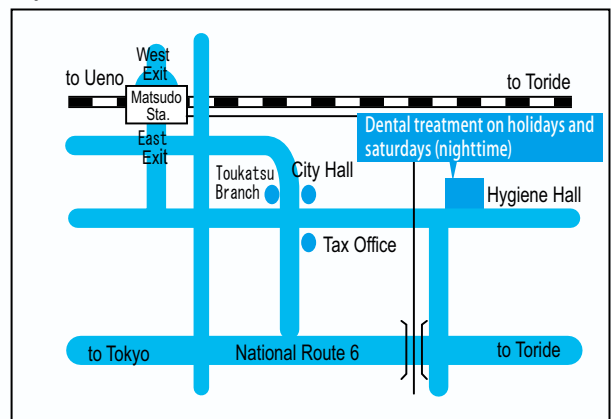 West
Exit
to Ueno
to Toride
Matsudo
Sta.
Dental treatment on holidays and
saturdays (nighttime)
East
Exit
Toukatsu
Branch
City Hall
Hygiene Hall
Tax Office
to Tokyo
National Route 6
to Toride